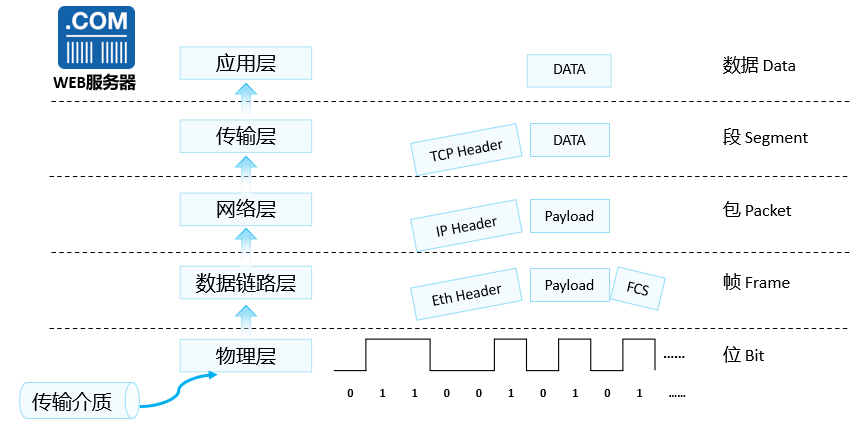 .COM
WEB服务器
应用层
DATA
数据 Data
传输层
TCP Header
DATA
段 Segment
网络层
IP Header
Payload
包 Packet
数据链路层
Eth Header
Payload
FCS
帧 Frame
物理层
......
位 Bit
传输介质
0 1 1 0 0 1 0 1 0 1 ......